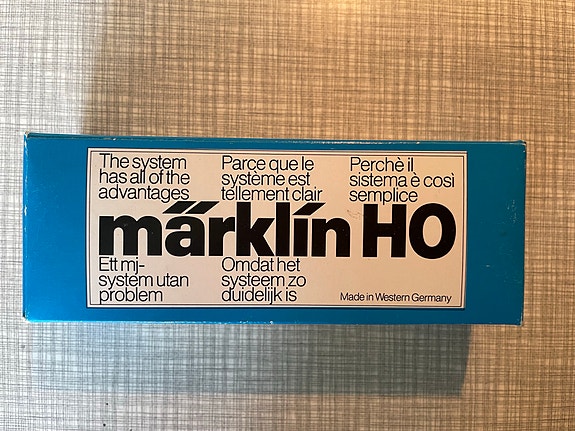 The system
has all of the
advantages
Parce que le
système est
tellement clair
Perchè il
sistema è così
semplice
märklin HO
Ett mj-
system utan
problem
Omdat het
systeem zo
duidelijk is
Made in Western Germany